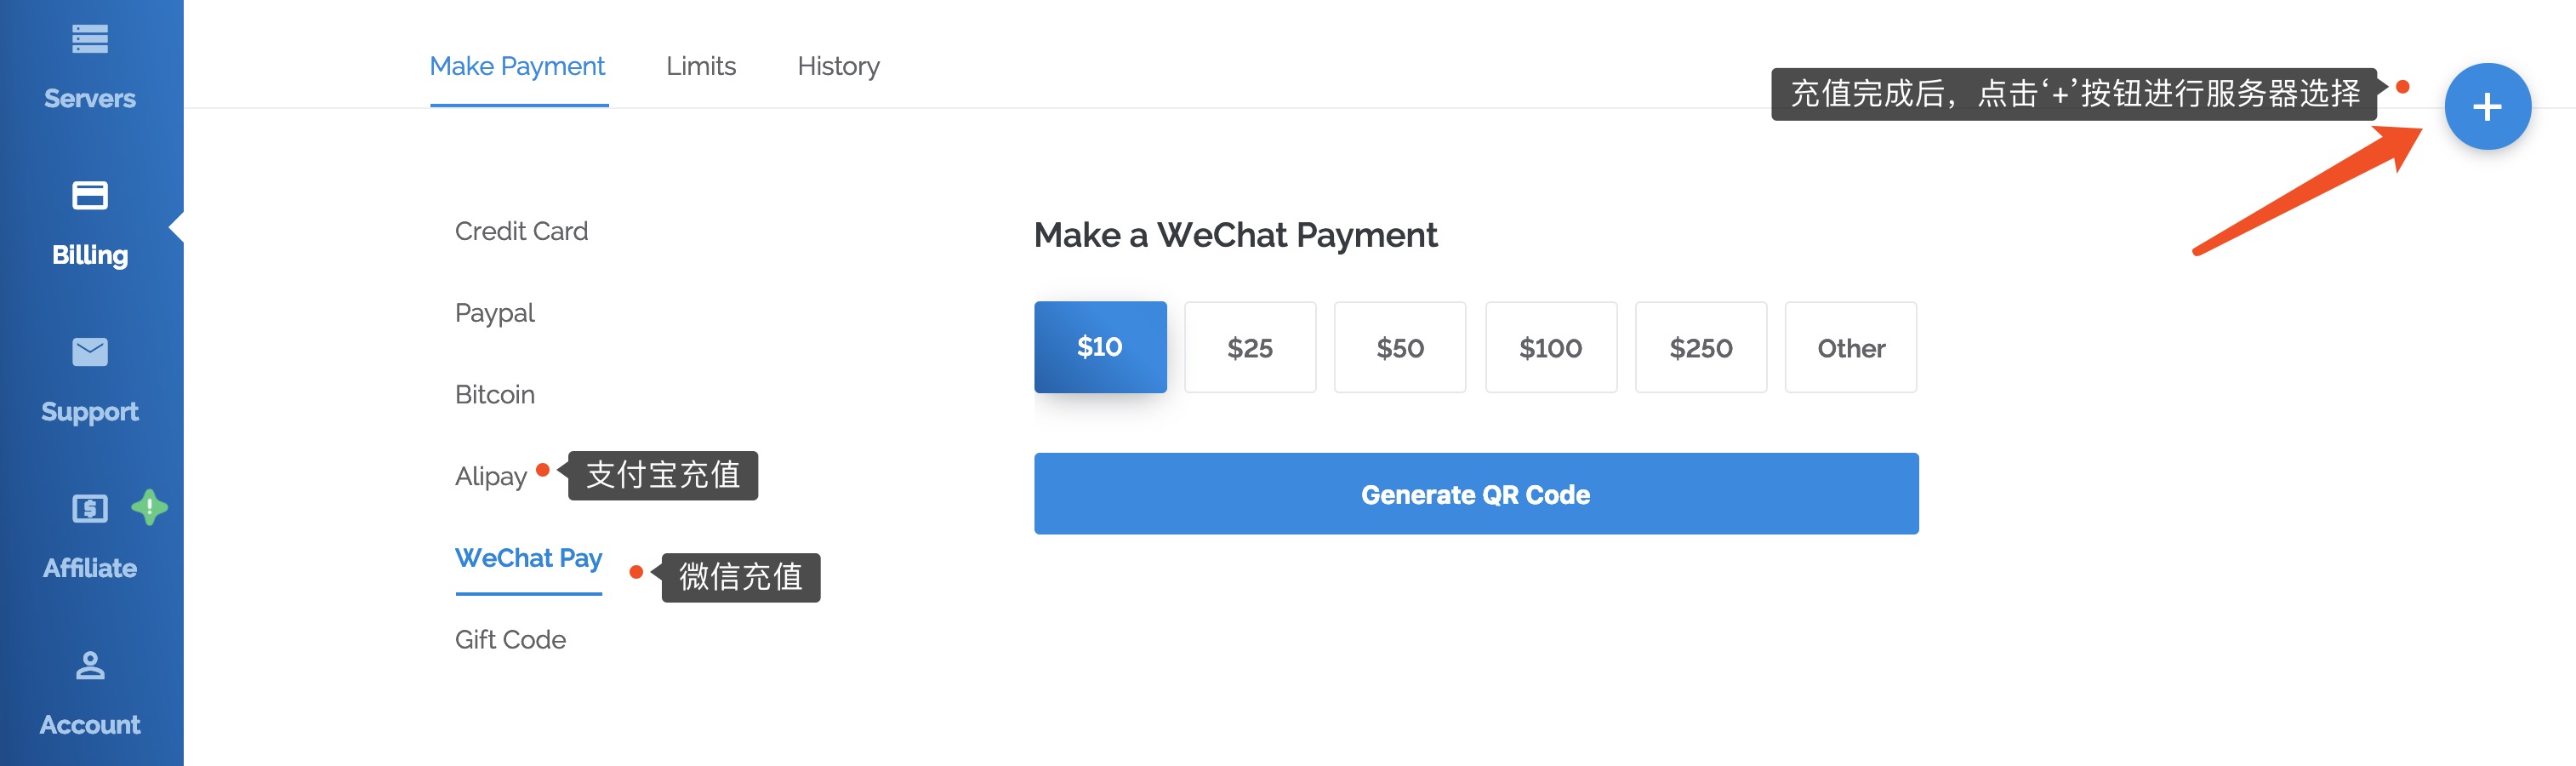 Servers
Billing
Support
Affiliate
Account
Make Payment
Limits
History
充值完成后，点击‘+’按钮进行服务器选择
+
Credit Card
Paypal
Bitcoin
Alipay
支付宝充值
WeChat Pay
微信充值
Gift Code
Make a WeChat Payment
$10
$25
$50
$100
$250
Other
Generate QR Code